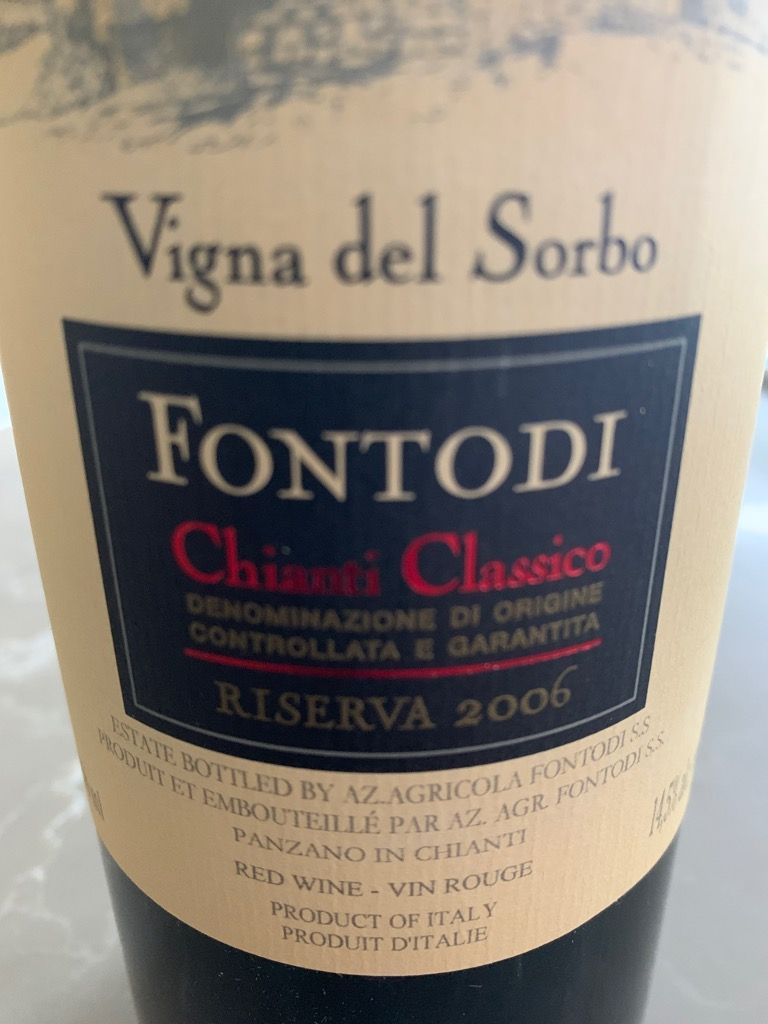 Vigna del Sorbo
FONTODI
Chianti Classico
DENOMINAZIONE DI ORIGINE
CONTROLLATA E GARANTITA
RISERVA 2006
ESTATE BOTTLED BY AZ.AGRICOLA FONTODI S.S
PRODUIT ET EMBOUTEILLÉ PAR AZ. AGR. FONTODI S.S.
PANZANO IN CHIANTI
14,5%
RED WINE - VIN ROUGE
PRODUCT OF ITALY
PRODUIT D'ITALIE